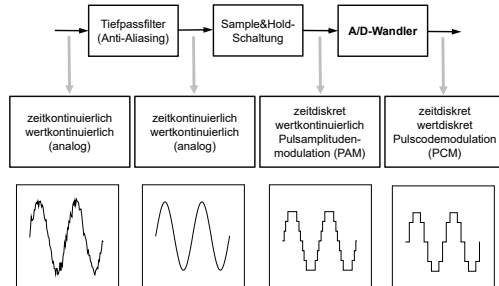 Tiefpassfilter
(Anti-Aliasing)
Sample&Hold-
Schaltung
A/D-Wandler
zeitkontinuierlich
wertkontinuierlich
(analog)
zeitkontinuierlich
wertkontinuierlich
(analog)
zeitdiskret
wertkontinuierlich
Pulsamplituden-
modulation (PAM)
zeitdiskret
wertdiskret
Pulscodemodulation
(PCM)